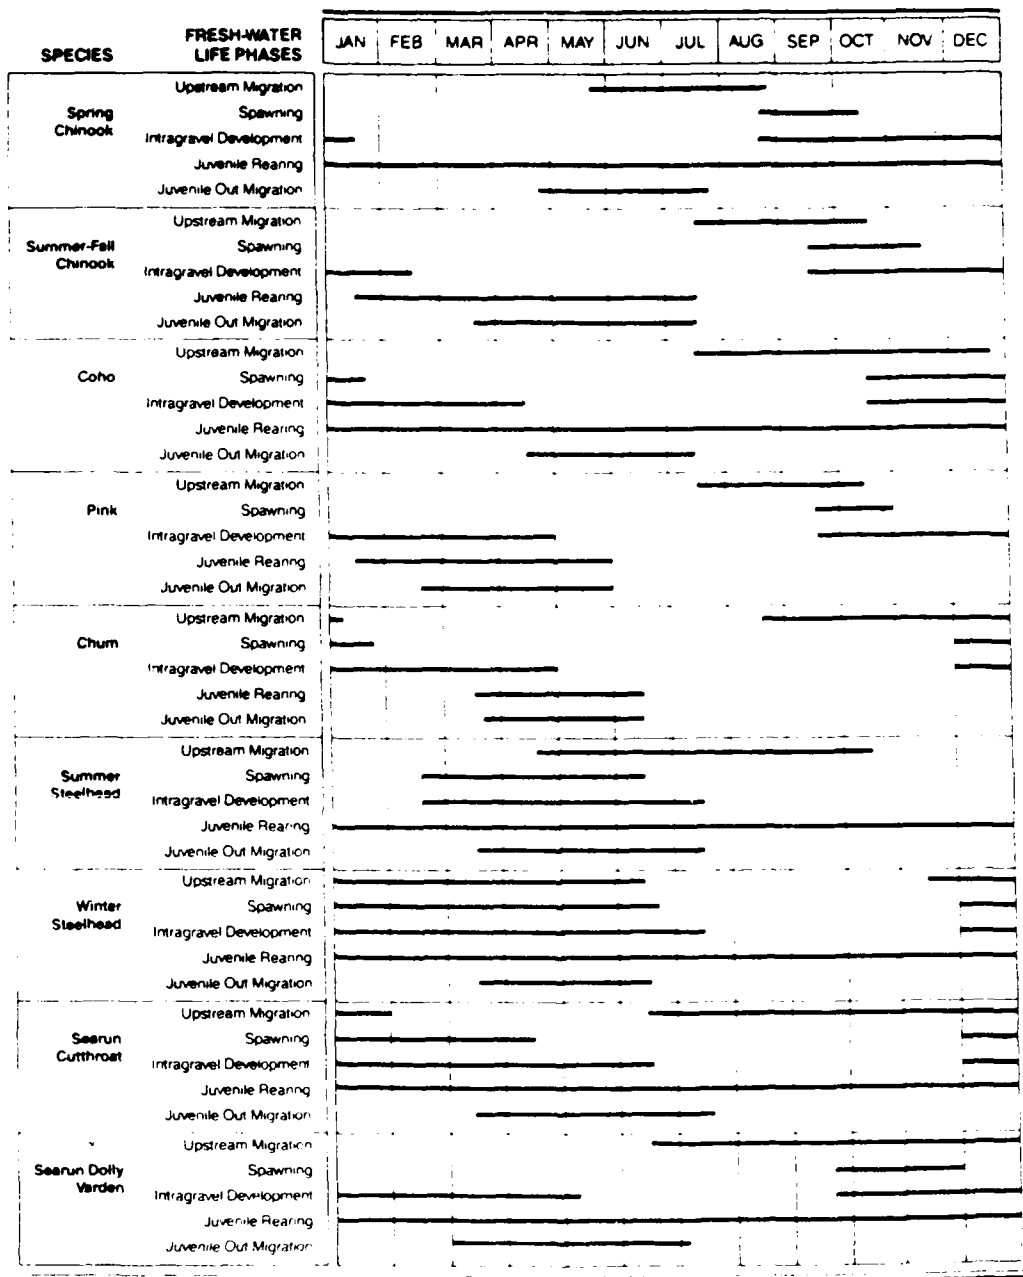 SPECIES
FRESH-WATER
LIFE PHASES
JAN FEB MAR APR MAY JUN JUL AUG SEP OCT NOV DEC
Spring
Chinook
Upstream Migration
Spawning
Intragravel Development
Juvenile Rearing
Juvenile Out Migration
Summer-Fall
Chinook
Upstream Migration
Spawning
Intragravel Development
Juvenile Rearing
Juvenile Out Migration
Coho
Upstream Migration
Spawning
Intragravel Development
Juvenile Rearing
Juvenile Out Migration
Pink
Upstream Migration
Spawning
Intragravel Development
Juvenile Rearing
Juvenile Out Migration
Chum
Upstream Migration
Spawning
Intragravel Development
Juvenile Rearing
Juvenile Out Migration
Summer
Steelhead
Upstream Migration
Spawning
Intragravel Development
Juvenile Rearing
Juvenile Out Migration
Winter
Steelhead
Upstream Migration
Spawning
Intragravel Development
Juvenile Rearing
Juvenile Out Migration
Searun
Cutthroat
Upstream Migration
Spawning
Intragravel Development
Juvenile Rearing
Juvenile Out Migration
Searun Dolly
Varden
Upstream Migration
Spawning
Intragravel Development
Juvenile Rearing
Juvenile Out Migration